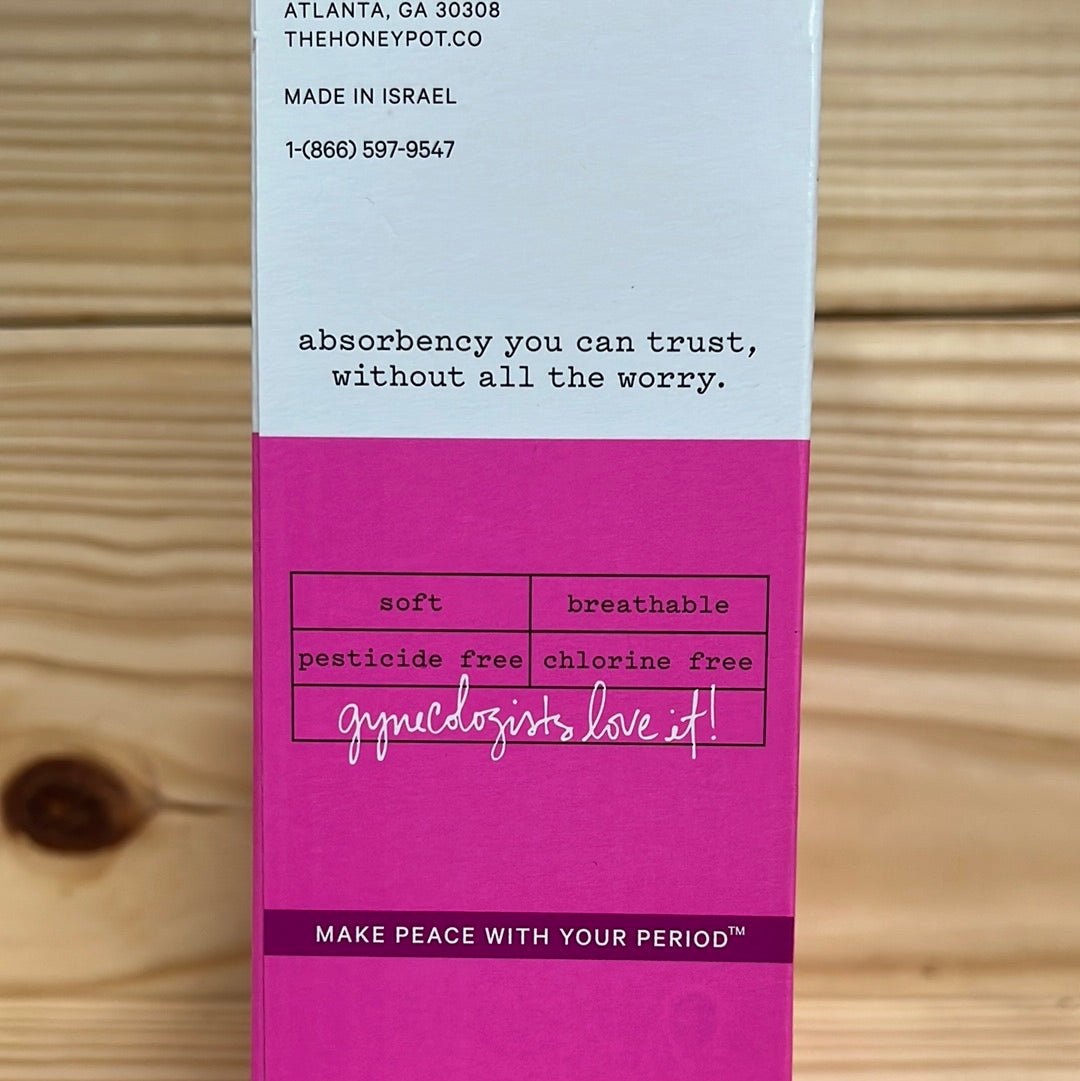 ATLANTA, GA 30308
THEHONEYPOT.CO
MADE IN ISRAEL
1-(866) 597-9547
absorbency you can trust,
without all the worry.
soft breathable
pesticide free chlorine free
gynecologists love it!
MAKE PEACE WITH YOUR PERIOD™